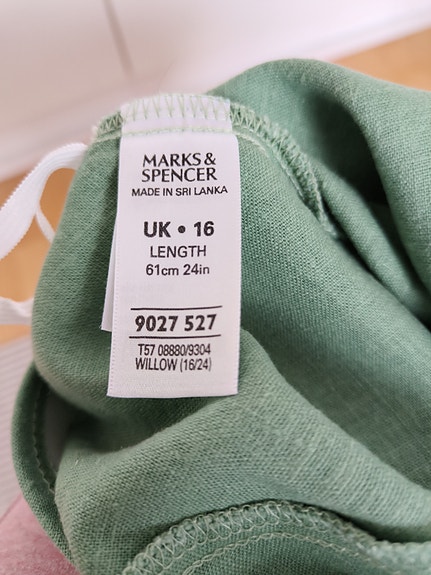 MARKS &
SPENCER
MADE IN SRI LANKA
UK • 16
LENGTH
61cm 24in
9027 527
T57 08880/9304
WILLOW (16/24)